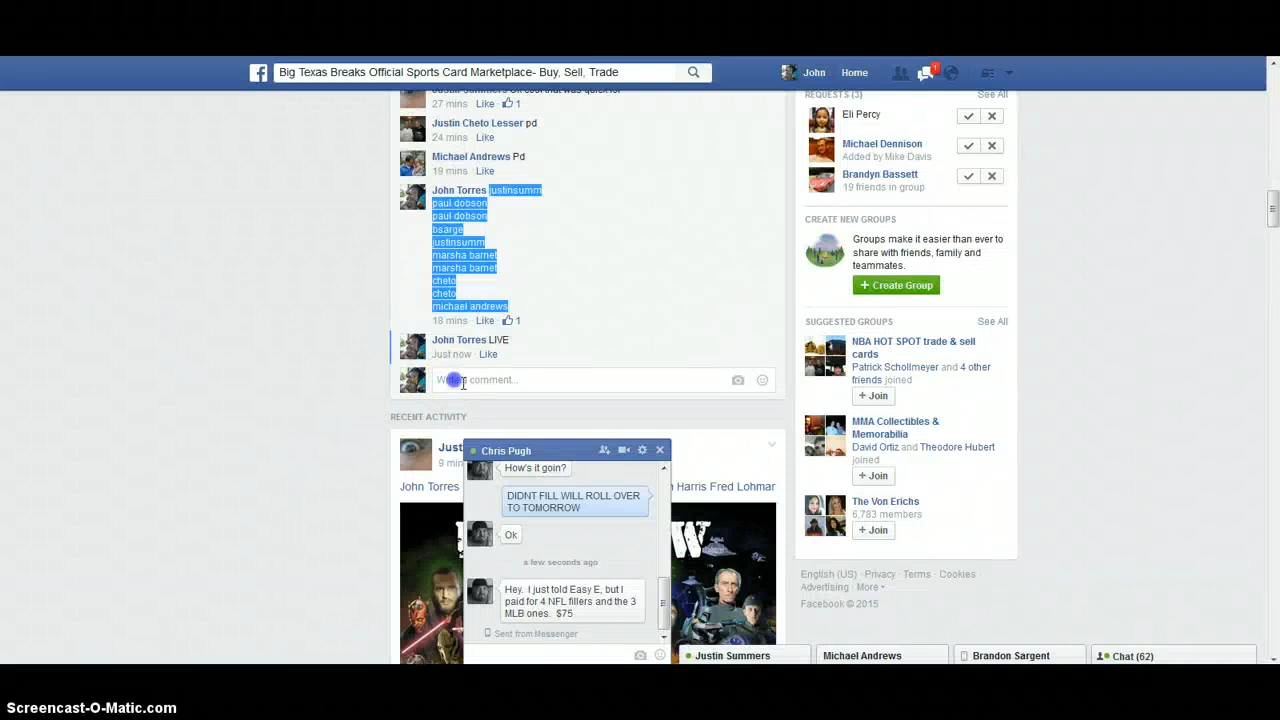 Big Texas Breaks Official Sports Card Marketplace- Buy, Sell, Trade
John
Home
1
27 mins · Like · 1
Justin Cheto Lesser pd
24 mins · Like
Michael Andrews Pd
19 mins · Like
John Torres justinsumm
paul dobson
paul dobson
bsarge
justinsumm
marsha barnet
marsha barnet
cheto
cheto
michael andrews
18 mins · Like · 1
John Torres LIVE
Just now · Like
comment...
RECENT ACTIVITY
Just
9 min
John Torres
Harris Fred Lohmar
Chris Pugh
How's it goin?
DIDNT FILL WILL ROLL OVER
TO TOMORROW
Ok
a few seconds ago
Hey. I just told Easy E, but I
paid for 4 NFL fillers and the 3
MLB ones. $75
Sent from Messenger
REQUESTS (3)
See All
Eli Percy
Michael Dennison
Added by Mike Davis
Brandyn Bassett
19 friends in group
CREATE NEW GROUPS
Groups make it easier than ever to
share with friends, family and
teammates.
+ Create Group
SUGGESTED GROUPS
See All
NBA HOT SPOT trade & sell
cards
Patrick Schollmeyer and 4 other
friends joined
+ Join
MMA Collectibles &
Memorabilia
David Ortiz and Theodore Hubert
joined
+ Join
The Von Erichs
6,783 members
+ Join
English (US) · Privacy · Terms · Cookies ·
Advertising · More
Facebook © 2015
Justin Summers
Michael Andrews
Brandon Sargent
Chat (62)
Screencast-O-Matic.com